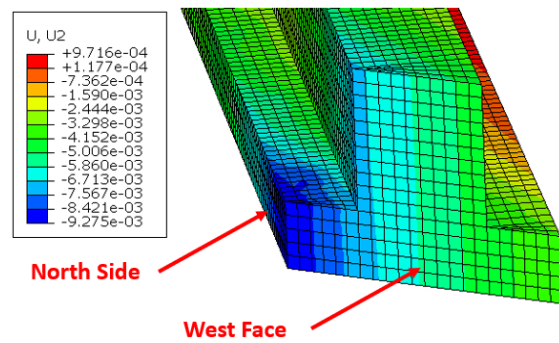 U, U2
+9.716e-04
+1.177e-04
-7.362e-04
-1.590e-03
-2.444e-03
-3.298e-03
-4.152e-03
-5.006e-03
-5.860e-03
-6.713e-03
-7.567e-03
-8.421e-03
-9.275e-03
North Side
West Face